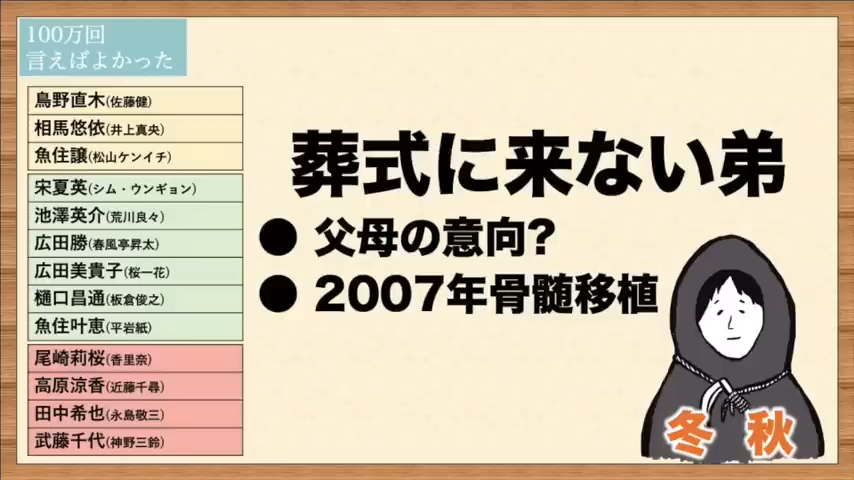 100万回
言えばよかった
鳥野直木(佐藤健)
相馬悠依(井上真央)
魚住譲(松山ケンイチ)
宋夏英(シム・ウンギョン)
池澤英介(荒川良々)
広田勝(春風亭昇太)
広田美貴子(桜一花)
樋口昌通(板倉俊之)
魚住叶恵(平岩紙)
尾崎莉桜(香里奈)
高原涼香(近藤千尋)
田中希也(永島敬三)
武藤千代(神野三鈴)
葬式に来ない弟
● 父母の意向?
● 2007年骨髄移植
冬 秋